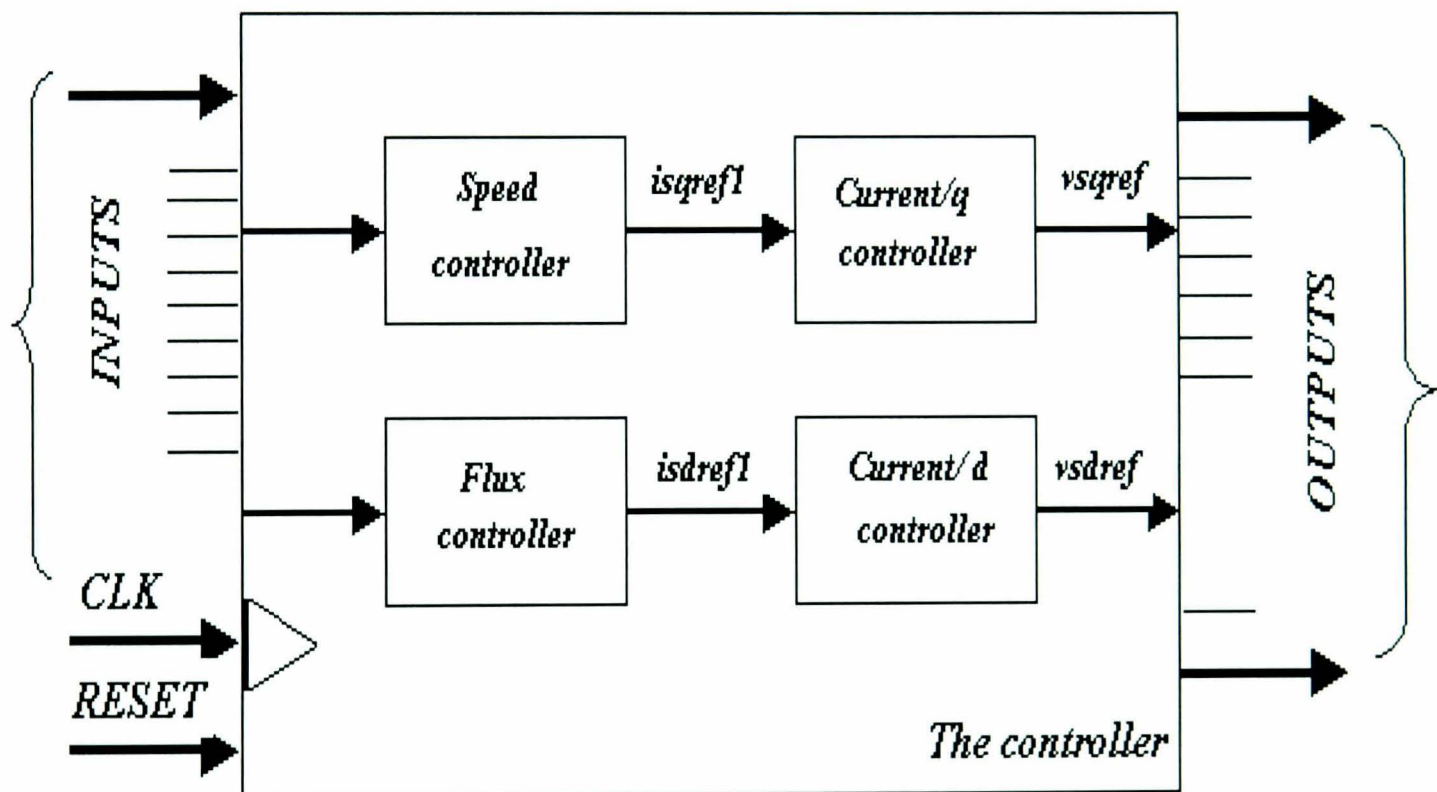 INPUTS
CLK
RESET
Speed
controller
isqref1
Current/q
controller
vsqref
Flux
controller
isdref1
Current/d
controller
vsdref
The controller
OUTPUTS